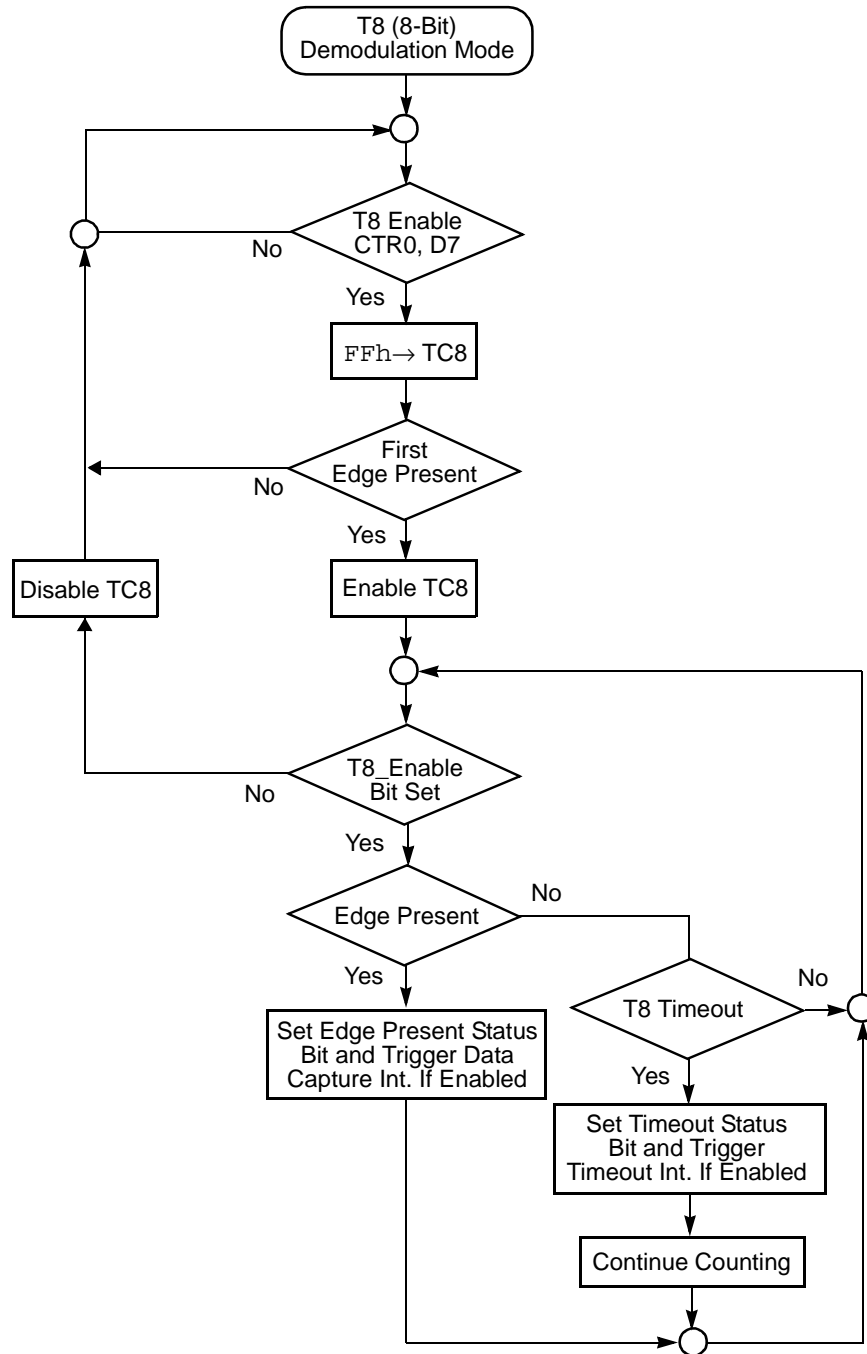 T8 (8-Bit)
Demodulation Mode
T8 Enable
CTR0, D7
No
Yes
FFh→ TC8
First
Edge Present
No
Yes
Disable TC8
Enable TC8
T8_Enable
Bit Set
No
Yes
Edge Present
No
Yes
T8 Timeout
No
Set Edge Present Status
Bit and Trigger Data
Capture Int. If Enabled
Yes
Set Timeout Status
Bit and Trigger
Timeout Int. If Enabled
Continue Counting